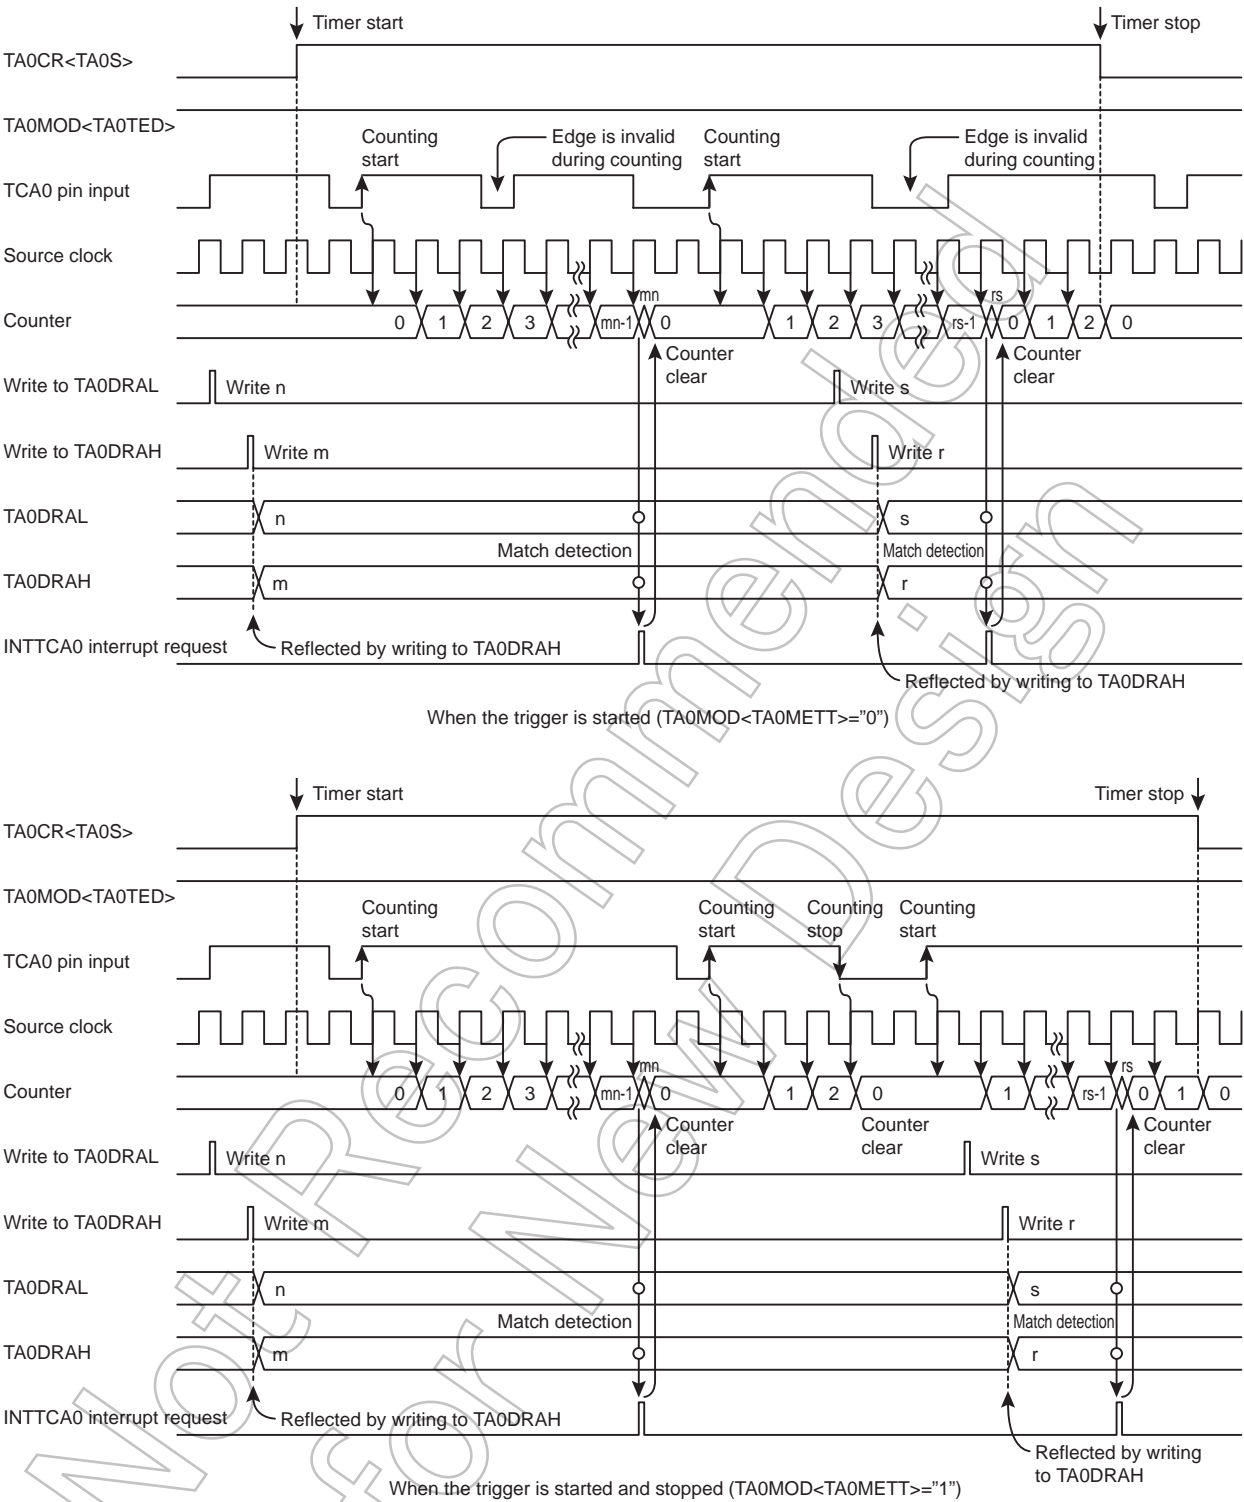 Timer start
Timer stop
TA0CR<TA0S>
TA0MOD<TA0TED>
Counting start
Edge is invalid during counting
Counting start
Edge is invalid during counting
TCA0 pin input
Source clock
mn
rs
Counter
0 1 2 3 mn-1 0 1 2 3 rs-1 0 1 2 0
Counter clear
Counter clear
Write to TA0DRAL
Write n
Write s
Write to TA0DRAH
Write m
Write r
TA0DRAL
n
s
Match detection
Match detection
TA0DRAH
m
r
INTTCA0 interrupt request
Reflected by writing to TA0DRAH
Reflected by writing to TA0DRAH
When the trigger is started (TA0MOD<TA0METT>=”0”)
Timer start
Timer stop
TA0CR<TA0S>
TA0MOD<TA0TED>
Counting start
Counting start
Counting stop
Counting start
TCA0 pin input
Source clock
mn
rs
Counter
0 1 2 3 mn-1 0 1 2 0 1 rs-1 0 1 0
Counter clear
Counter clear
Counter clear
Write to TA0DRAL
Write n
Write s
Write to TA0DRAH
Write m
Write r
TA0DRAL
n
s
Match detection
Match detection
TA0DRAH
m
r
INTTCA0 interrupt request
Reflected by writing to TA0DRAH
Reflected by writing
to TA0DRAH
When the trigger is started and stopped (TA0MOD<TA0METT>=”1”)
Not Recommended
for New Design